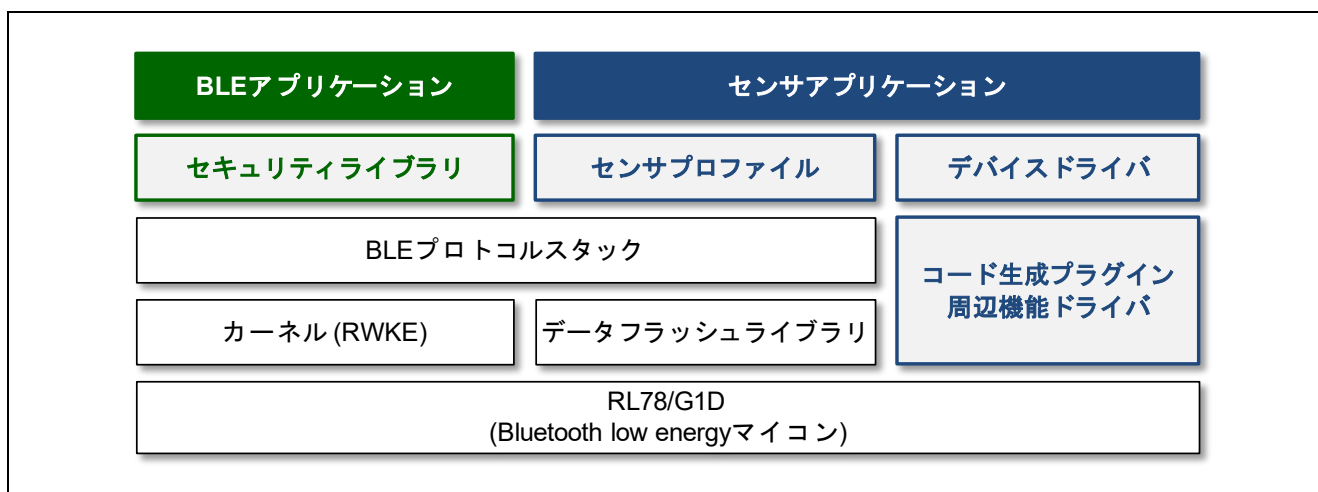 BLEアプリケーション
センサアプリケーション
セキュリティライブラリ
センサプロファイル
デバイスドライバ
BLEプロトコルスタック
コード生成プラグイン
周辺機能ドライバ
カーネル (RWKE)
データフラッシュライブラリ
RL78/G1D
(Bluetooth low energyマイコン)